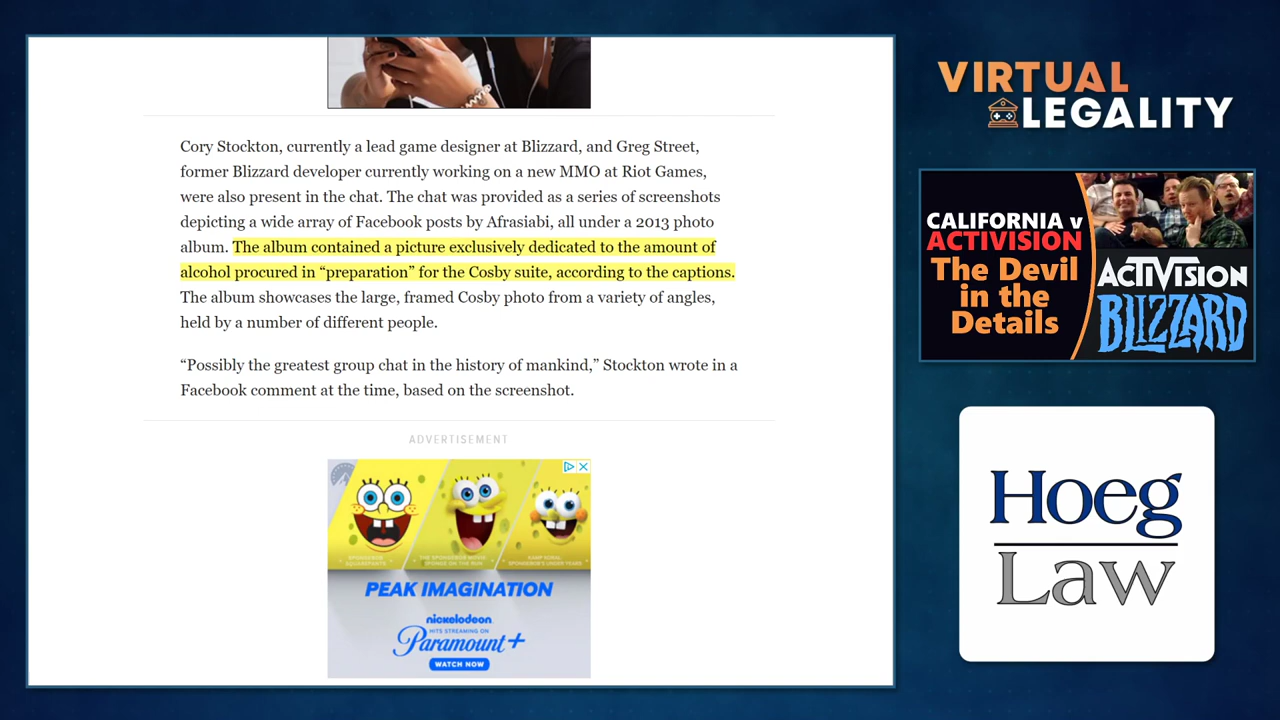 Cory Stockton, currently a lead game designer at Blizzard, and Greg Street,
former Blizzard developer currently working on a new MMO at Riot Games,
were also present in the chat. The chat was provided as a series of screenshots
depicting a wide array of Facebook posts by Afrasiabi, all under a 2013 photo
album. The album contained a picture exclusively dedicated to the amount of
alcohol procured in “preparation” for the Cosby suite, according to the captions.
The album showcases the large, framed Cosby photo from a variety of angles,
held by a number of different people.
“Possibly the greatest group chat in the history of mankind,” Stockton wrote in a
Facebook comment at the time, based on the screenshot.
ADVERTISEMENT
PEAK IMAGINATION
nickelodeon
HITS STREAMING ON
Paramount+
WATCH NOW
VIRTUAL
LEGALITY
CALIFORNIA v
ACTIVISION
The Devil
in the
Details
ACTIVISION
BLIZZARD
Hoeg
Law